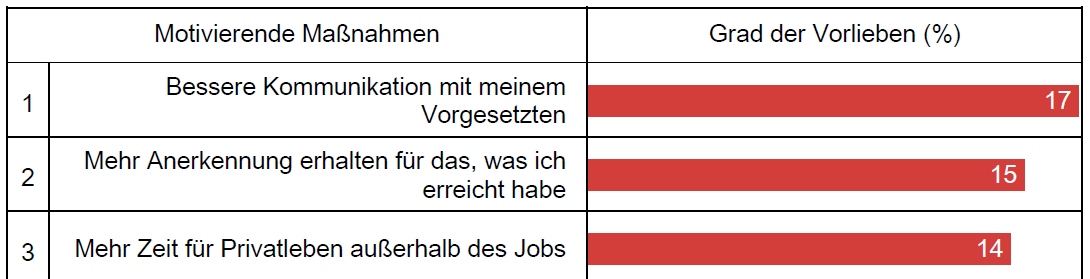 Motivierende Maßnahmen Grad der Vorlieben (%)
1 Bessere Kommunikation mit meinem
Vorgesetzten 17
2 Mehr Anerkennung erhalten für das, was ich
erreicht habe 15
3 Mehr Zeit für Privatleben außerhalb des Jobs 14